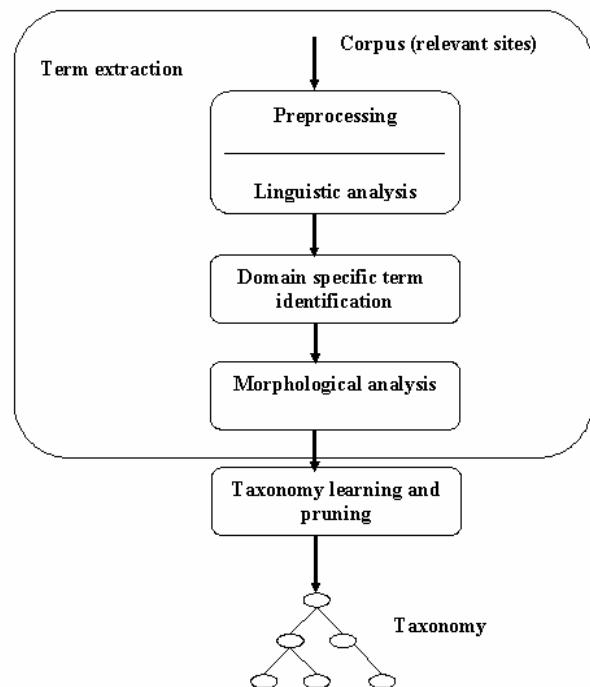 Corpus (relevant sites)
Term extraction
Preprocessing
Linguistic analysis
Domain specific term
identification
Morphological analysis
Taxonomy learning and
pruning
Taxonomy